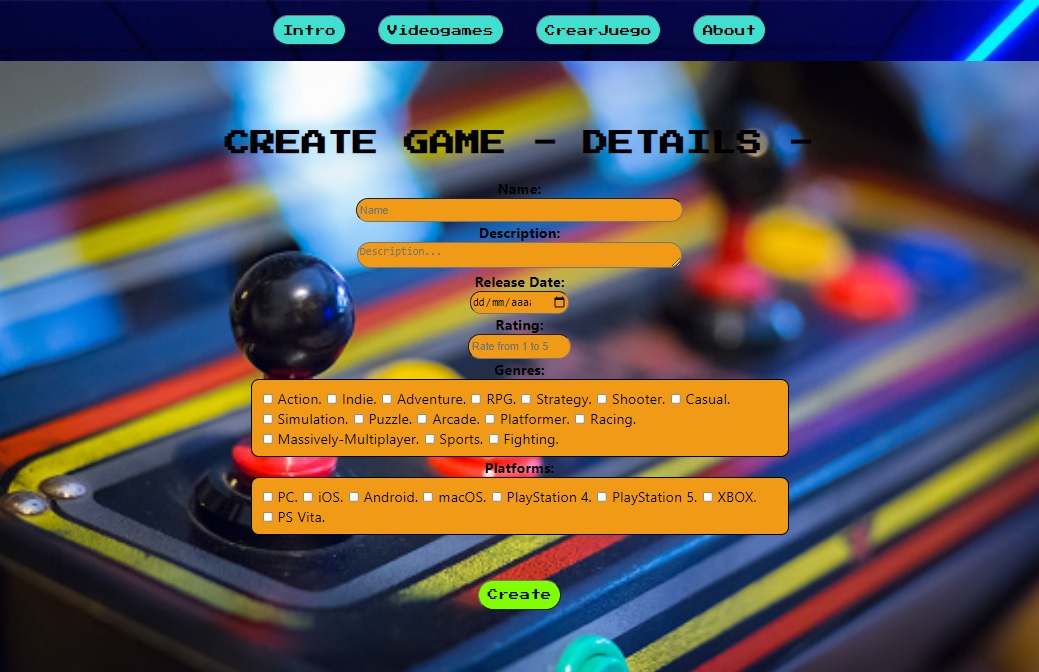 Intro Videogames CrearJuego About
CREATE GAME - DETAILS -
Name:
Name
Description:
Description...
Release Date:
dd/mm/aaaa
Rating:
Rate from 1 to 5
Genres:
Action. Indie. Adventure. RPG. Strategy. Shooter. Casual.
Simulation. Puzzle. Arcade. Platformer. Racing.
Massively-Multiplayer. Sports. Fighting.
Platforms:
PC. iOS. Android. macOS. PlayStation 4. PlayStation 5. XBOX.
PS Vita.
Create